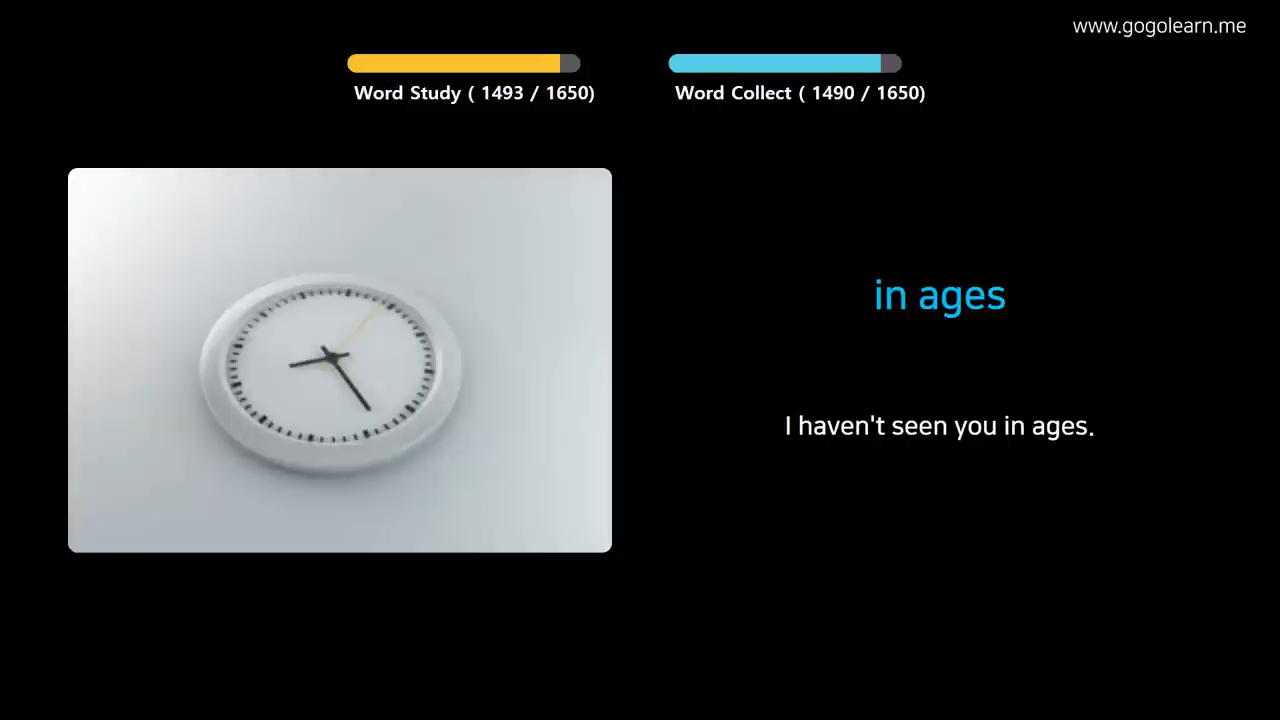 www.gogolearn.me
Word Study ( 1493 / 1650)
Word Collect ( 1490 / 1650)
in ages
I haven't seen you in ages.